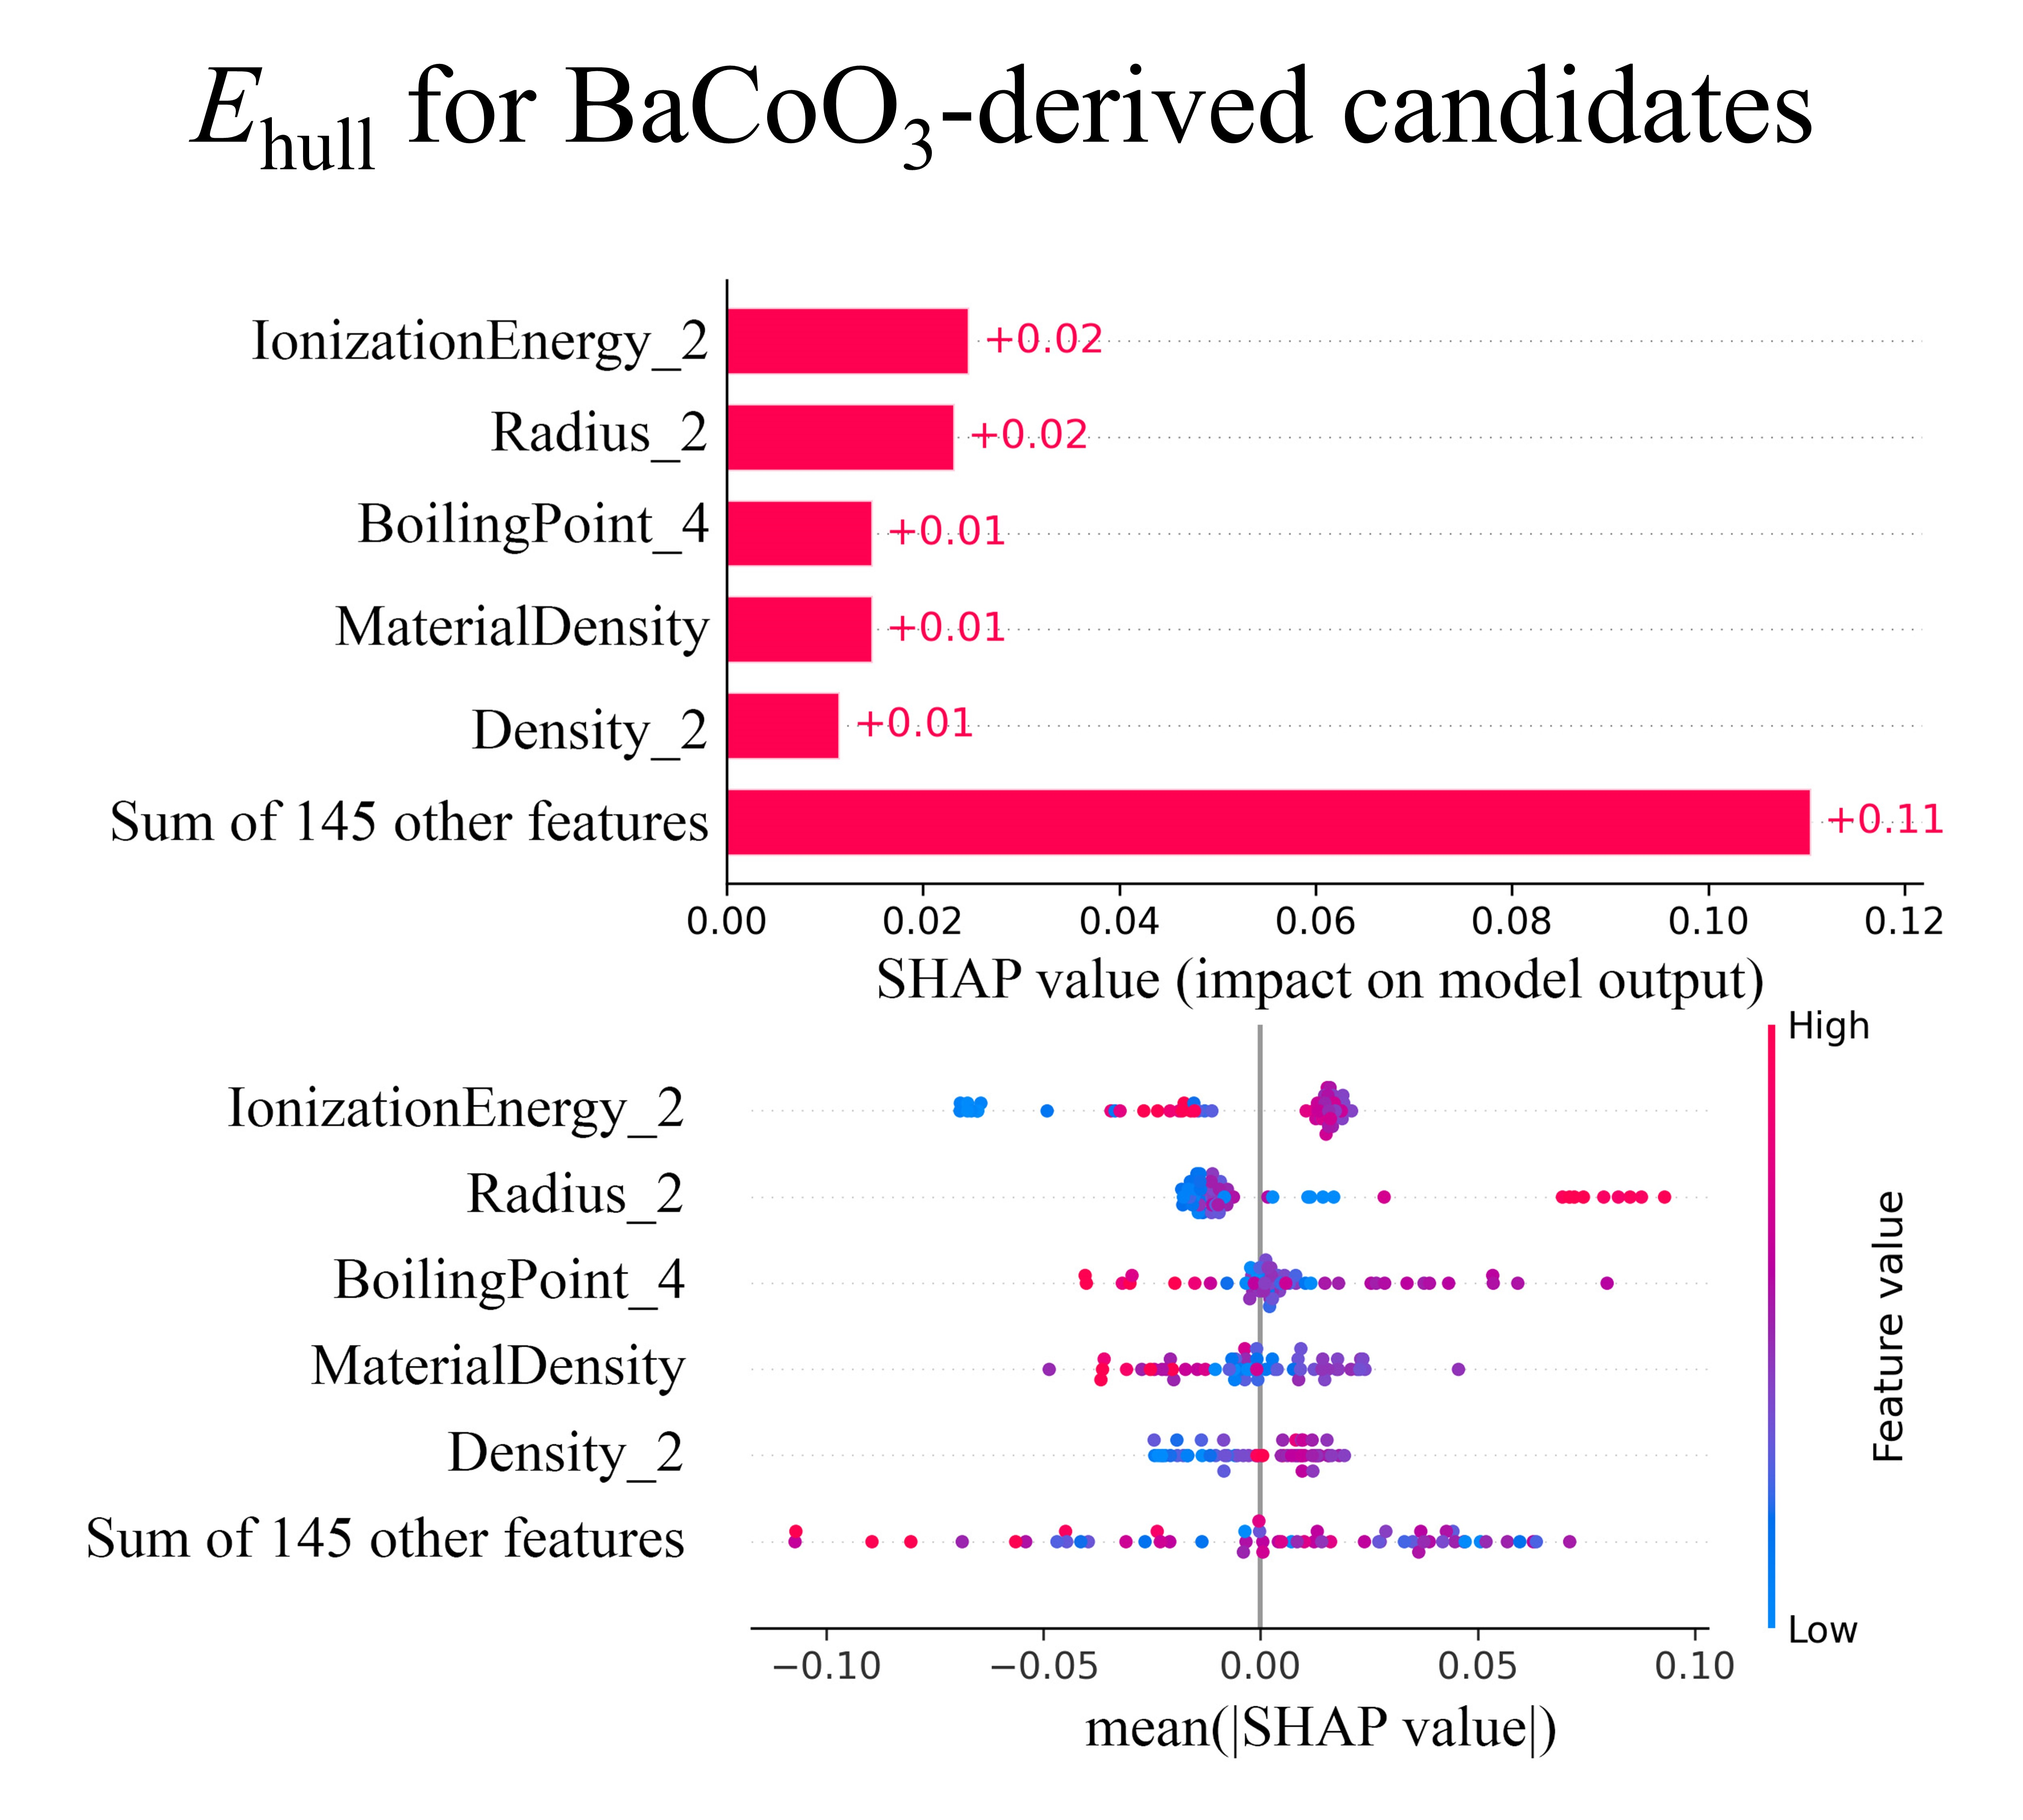 Ehull for BaCoO3-derived candidates
IonizationEnergy_2 +0.02
Radius_2 +0.02
BoilingPoint_4 +0.01
MaterialDensity +0.01
Density_2 +0.01
Sum of 145 other features +0.11
0.00 0.02 0.04 0.06 0.08 0.10 0.12
SHAP value (impact on model output)
High
IonizationEnergy_2
Radius_2
BoilingPoint_4
MaterialDensity
Density_2
Sum of 145 other features
Feature value
Low
−0.10 −0.05 0.00 0.05 0.10
mean(|SHAP value|)